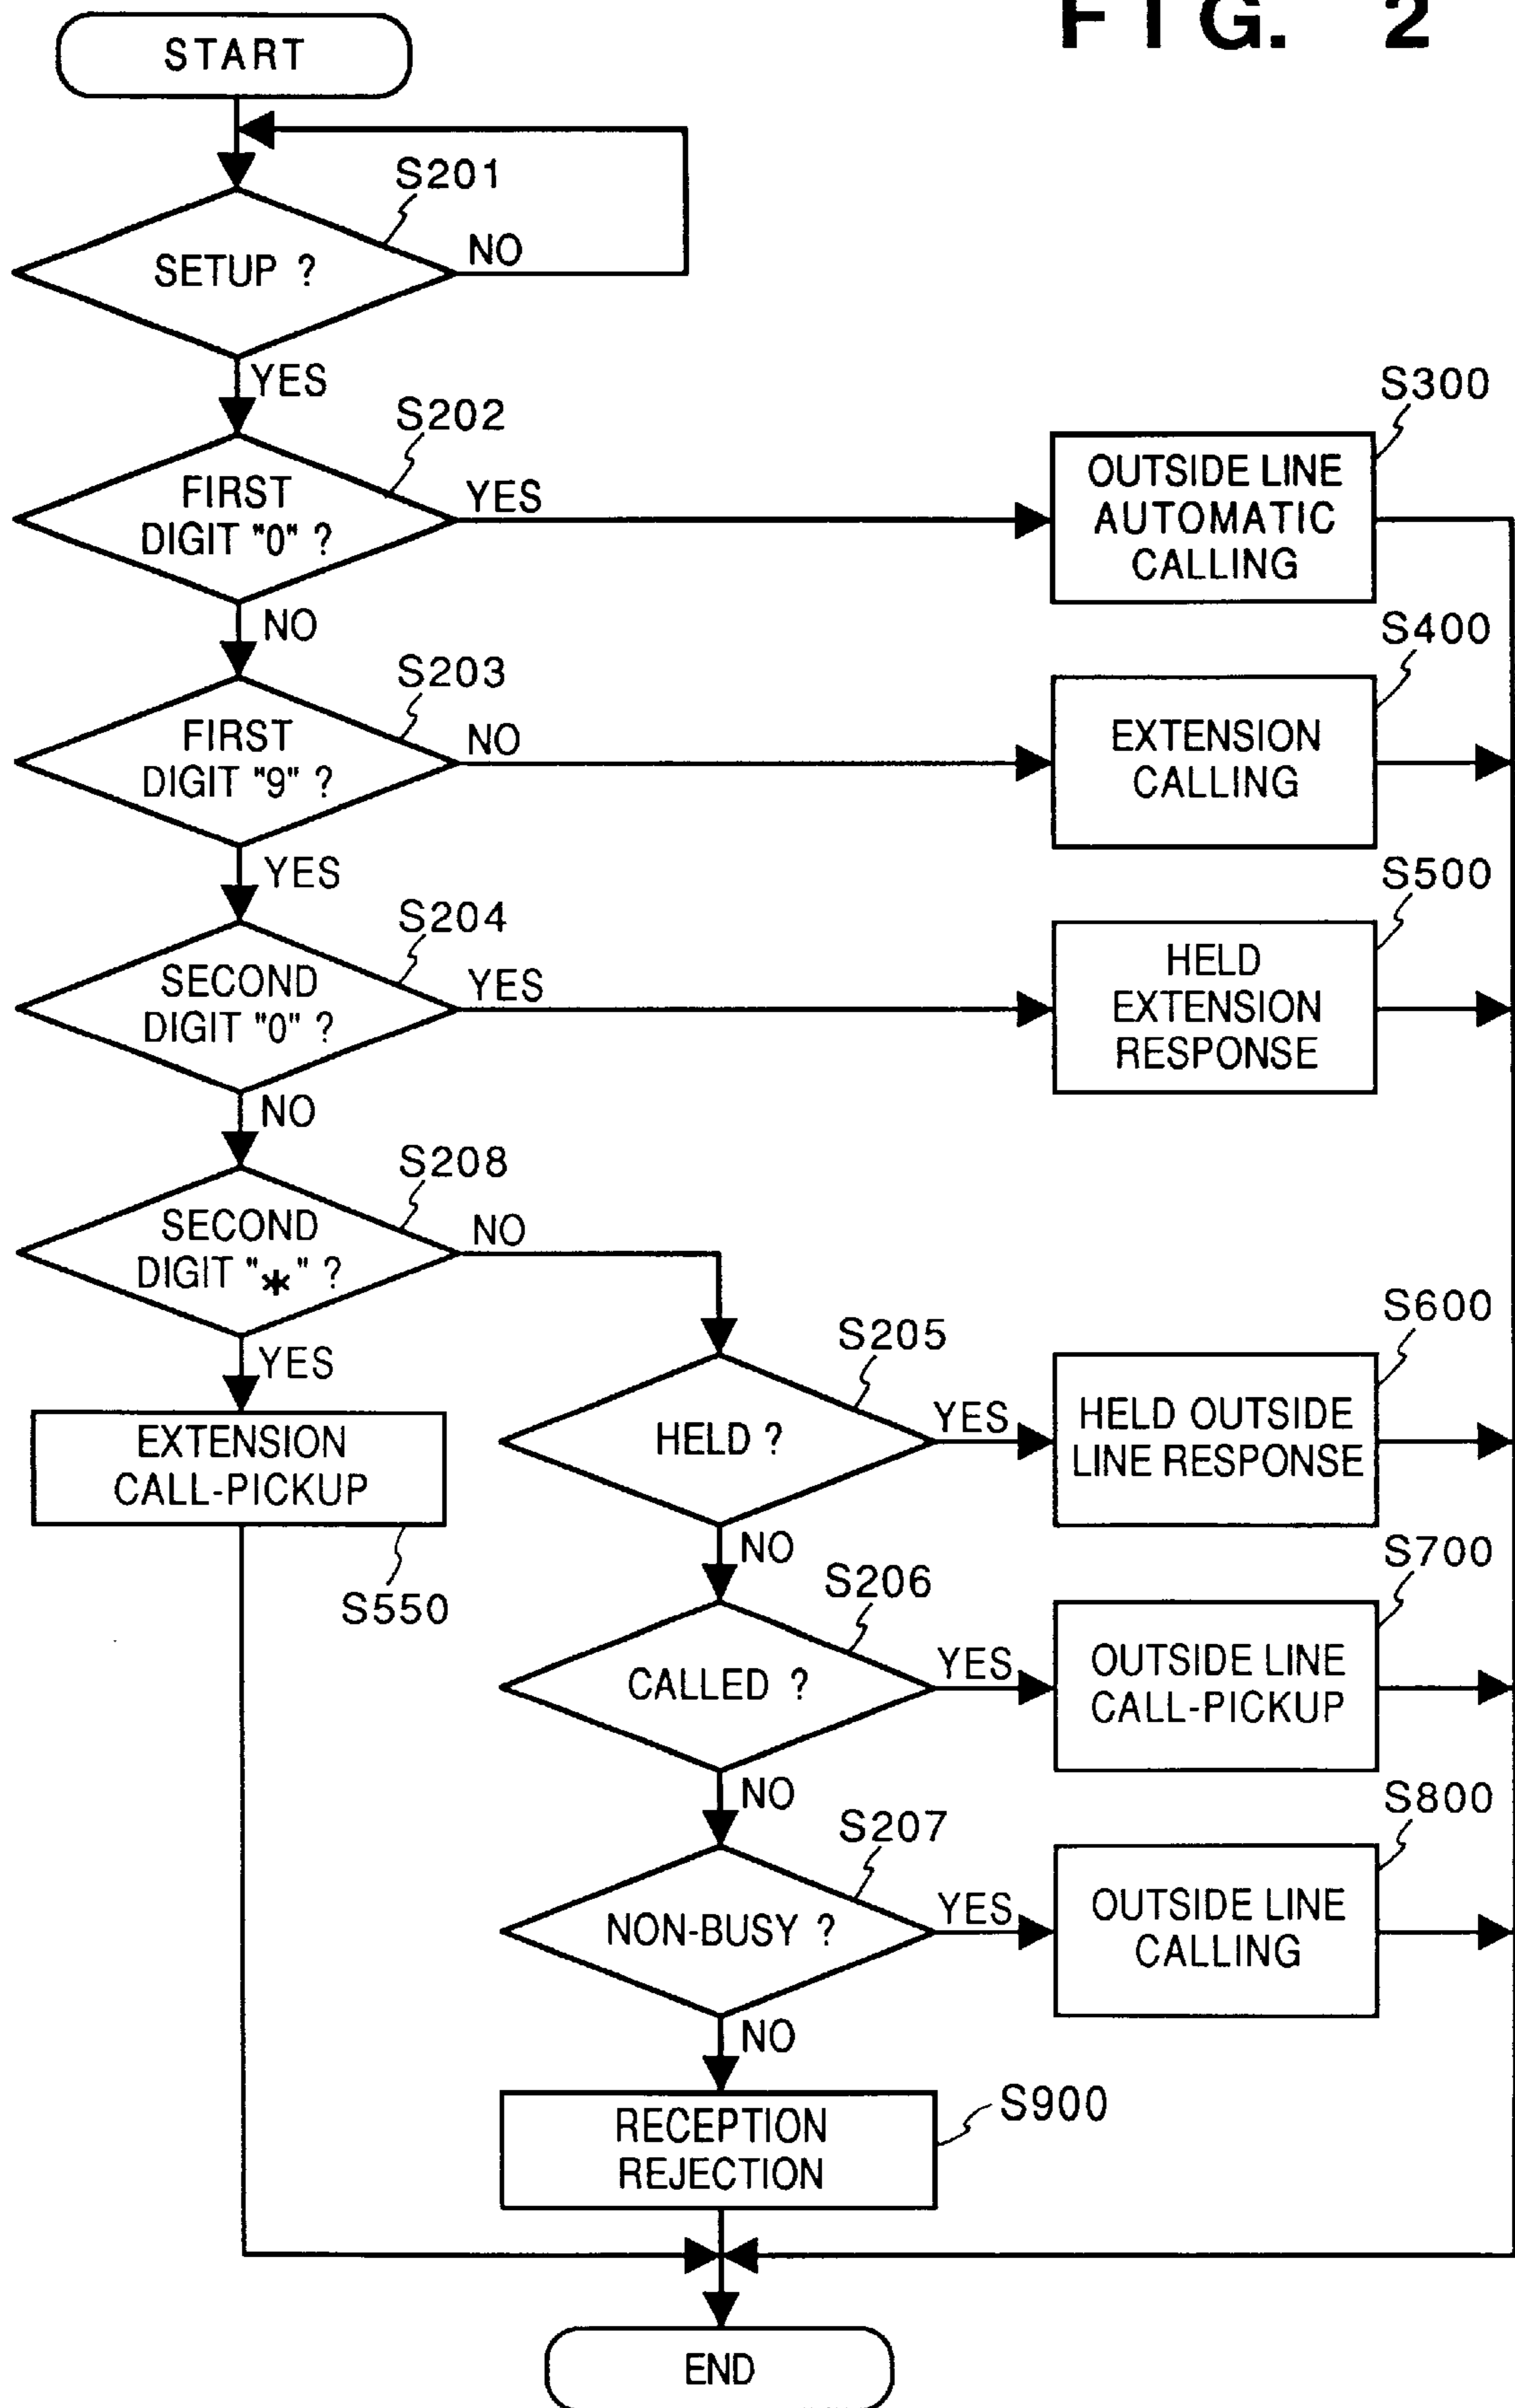 FIG. 2
START
S201
SETUP ?
NO
YES
S202
FIRST
DIGIT "0" ?
YES
S300
OUTSIDE LINE
AUTOMATIC
CALLING
NO
S203
FIRST
DIGIT "9" ?
NO
S400
EXTENSION
CALLING
YES
S204
SECOND
DIGIT "0" ?
YES
S500
HELD
EXTENSION
RESPONSE
NO
S208
SECOND
DIGIT "*" ?
NO
YES
EXTENSION
CALL-PICKUP
S550
S205
HELD ?
YES
S600
HELD OUTSIDE
LINE RESPONSE
NO
S206
CALLED ?
YES
S700
OUTSIDE LINE
CALL-PICKUP
NO
S207
NON-BUSY ?
YES
S800
OUTSIDE LINE
CALLING
NO
RECEPTION
REJECTION
S900
END